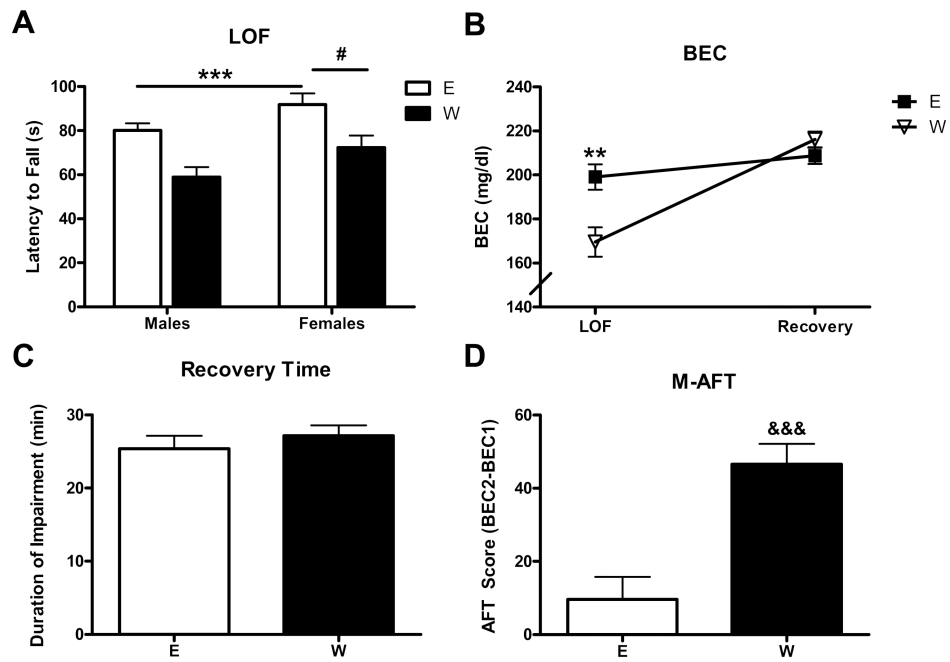 A
LOF
#
***
E
W
Latency to Fall (s)
100
80
60
40
20
0
Males
Females
B
BEC
E
W
**
BEC (mg/dl)
240
220
200
180
160
140
LOF
Recovery
C
Recovery Time
Duration of Impairment (min)
30
20
10
0
E
W
D
M-AFT
&&&
AFT Score (BEC2-BEC1)
60
40
20
0
E
W